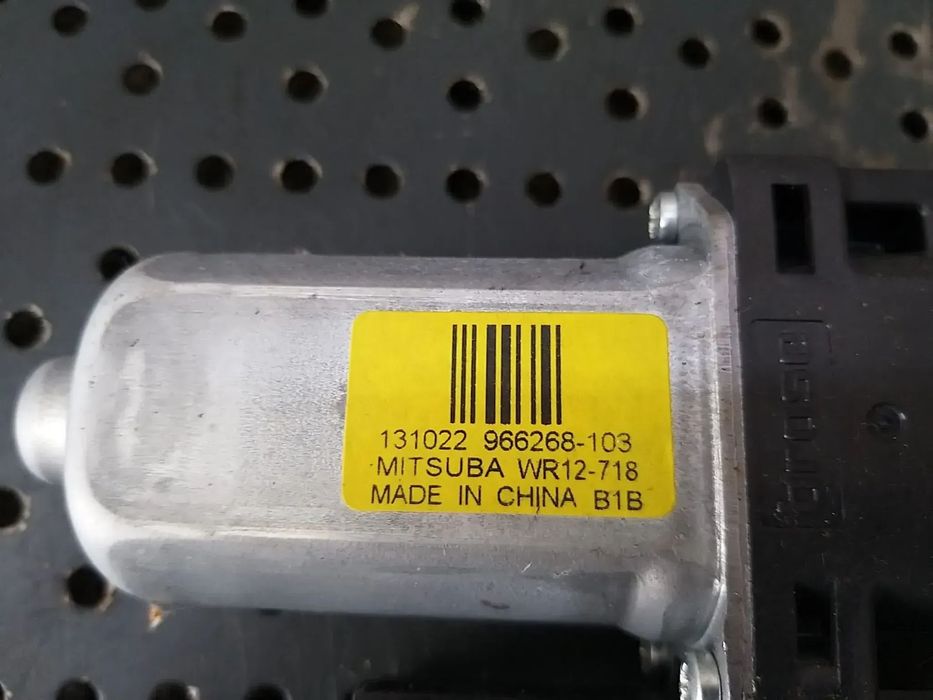 131022 966268-103
MITSUBA WR12-718
MADE IN CHINA B1B